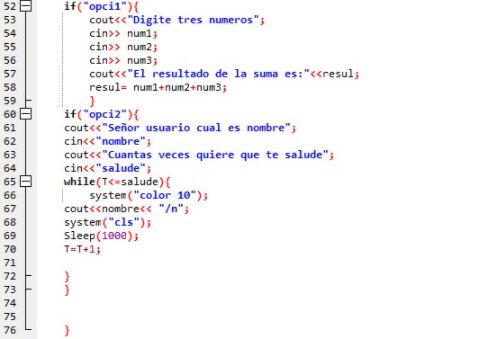 52 if("opci1"){
53 cout<<"Digite tres numeros";
54 cin>> num1;
55 cin>> num2;
56 cin>> num3;
57 cout<<"El resultado de la suma es:"<<resul;
58 resul= num1+num2+num3;
59 }
60 if("opci2"){
61 cout<<"Señor usuario cual es nombre";
62 cin<<"nombre";
63 cout<<"Cuantas veces quiere que te salude";
64 cin<<"salude";
65 while(T<=salude){
66 system("color 10");
67 cout<<nombre<< "/n";
68 system("cls");
69 Sleep(1000);
70 T=T+1;
71
72 }
73 }
74
75
76 }